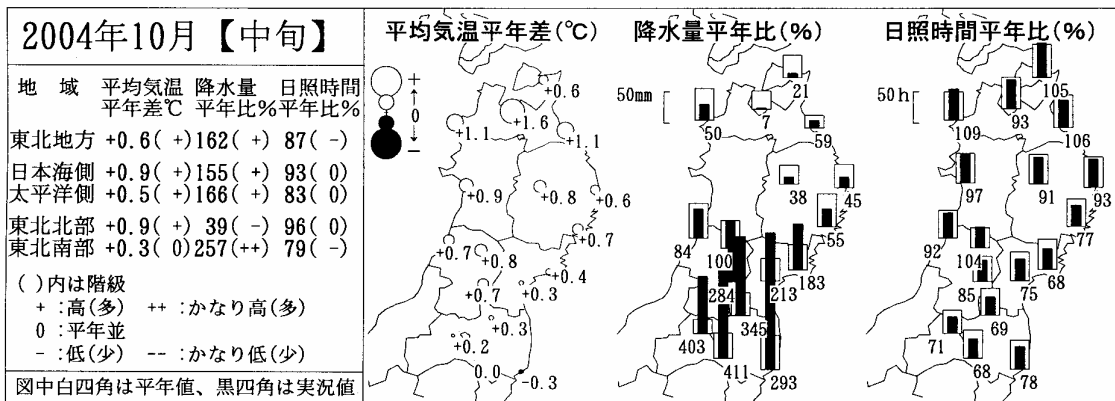 2004年10月【中旬】
地 域 平均気温 降水量 日照時間
平年差℃ 平年比% 平年比%
東北地方 +0.6( +) 162( +) 87( -)
日本海側 +0.9( +) 155( +) 93( 0)
太平洋側 +0.5( +) 166( +) 83( 0)
東北北部 +0.9( +) 39( -) 96( 0)
東北南部 +0.3( 0) 257(++) 79( -)
( )内は階級
+ :高(多) ++ :かなり高(多)
0 :平年並
- :低(少) -- :かなり低(少)
図中白四角は平年値、黒四角は実況値
平均気温平年差(℃)
+
0
-
+0.6
+1.6
+1.1
+1.1
+0.9
+0.8
+0.6
+0.7
+0.7
+0.8
+0.4
+0.7
+0.3
+0.3
+0.2
0.0
-0.3
降水量平年比(%)
50mm
21
50
7
59
38
45
55
84
100
183
284
213
345
403
411
293
日照時間平年比(%)
50h
105
109
93
106
97
91
93
77
92
104
68
85
75
69
71
68
78